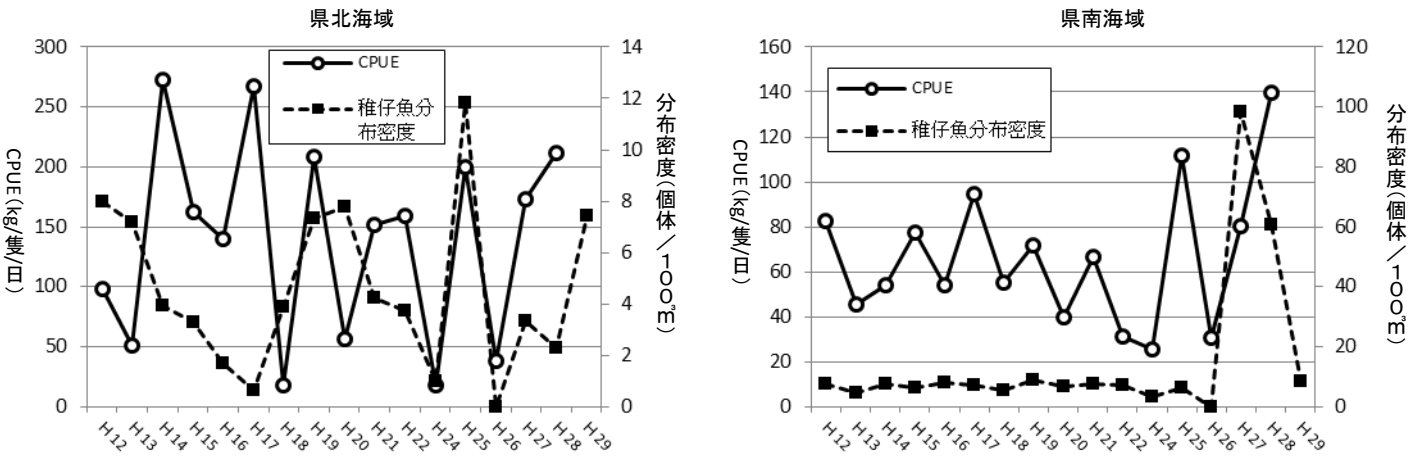 県北海域
300
250
200
150
100
50
0
CPUE(kg/隻/日)
14
12
10
8
6
4
2
0
分布密度(個体/100㎥)
CPUE
稚仔魚分
布密度
H12
H13
H14
H15
H16
H17
H18
H19
H20
H21
H22
H24
H25
H26
H27
H28
H29
県南海域
160
140
120
100
80
60
40
20
0
CPUE(kg/隻/日)
120
100
80
60
40
20
0
分布密度(個体/100㎥)
CPUE
稚仔魚分布密度
H12
H13
H14
H15
H16
H17
H18
H19
H20
H21
H22
H24
H25
H26
H27
H28
H29